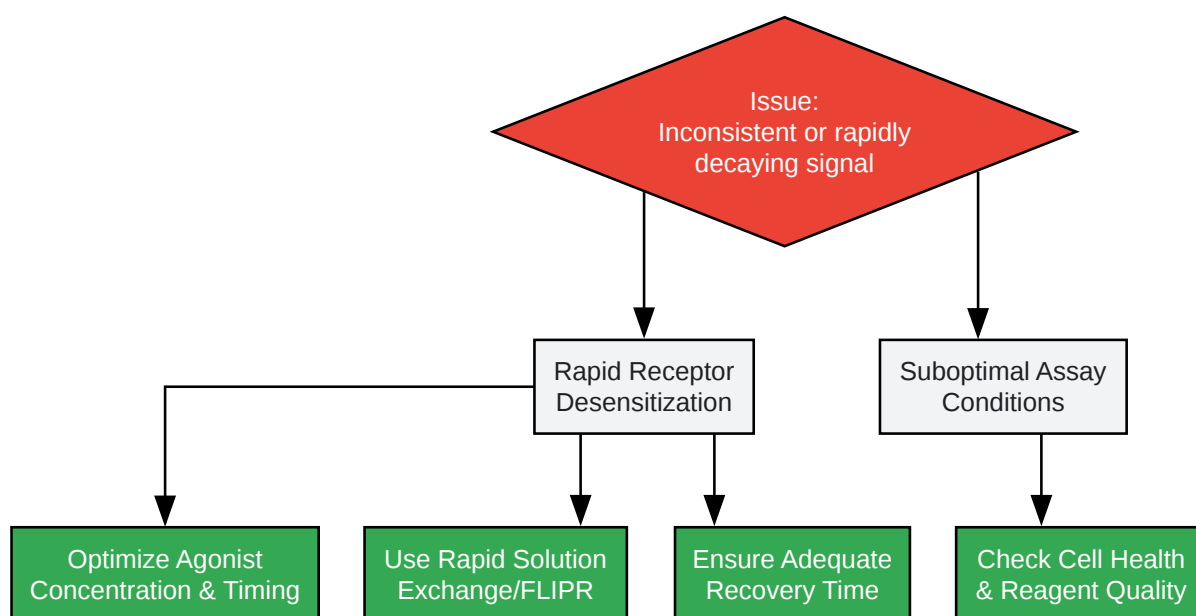 Issue:
Inconsistent or rapidly
decaying signal
Rapid Receptor
Desensitization
Suboptimal Assay
Conditions
Optimize Agonist
Concentration & Timing
Use Rapid Solution
Exchange/FLIPR
Ensure Adequate
Recovery Time
Check Cell Health
& Reagent Quality